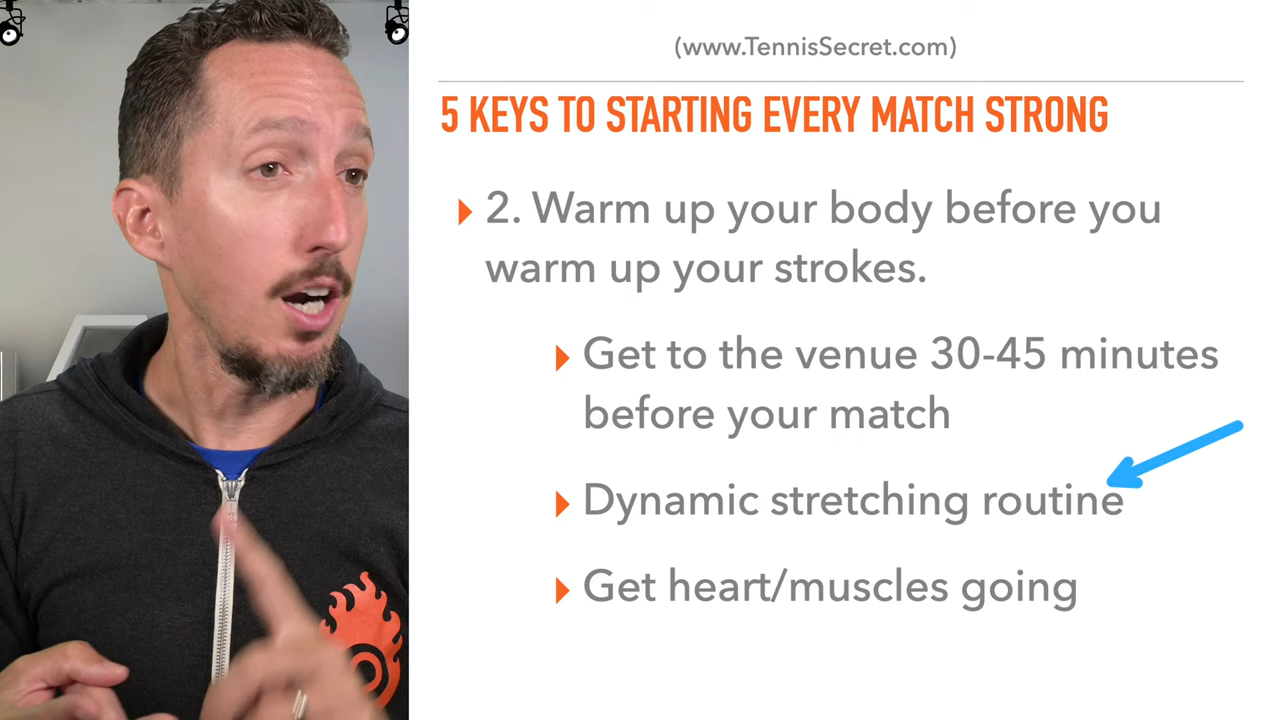 (www.TennisSecret.com)
5 KEYS TO STARTING EVERY MATCH STRONG
2. Warm up your body before you
warm up your strokes.
Get to the venue 30-45 minutes
before your match
Dynamic stretching routine
Get heart/muscles going